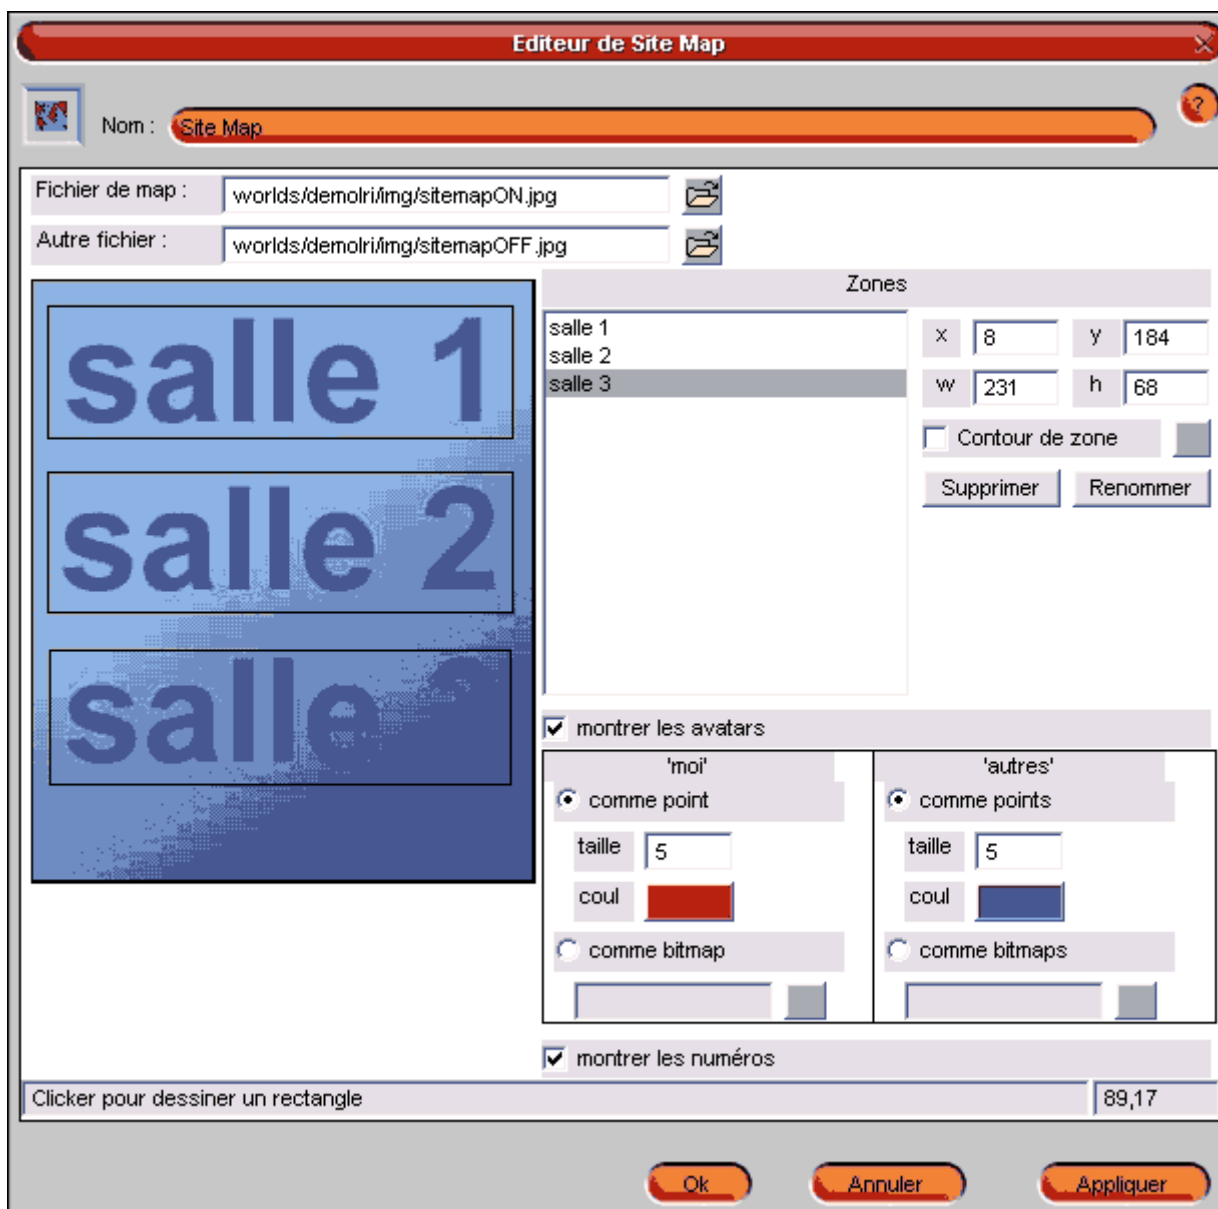 Editeur de Site Map
Nom : Site Map
?
Fichier de map : worlds/demolri/img/sitemapON.jpg
Autre fichier : worlds/demolri/img/sitemapOFF.jpg
salle 1
salle 2
salle 3
Zones
salle 1
salle 2
salle 3
x 8 y 184
w 231 h 68
Contour de zone
Supprimer Renommer
montrer les avatars
'moi' 'autres'
comme point comme points
taille 5 taille 5
coul coul
comme bitmap comme bitmaps
montrer les numéros
Clicker pour dessiner un rectangle 89,17
Ok Annuler Appliquer